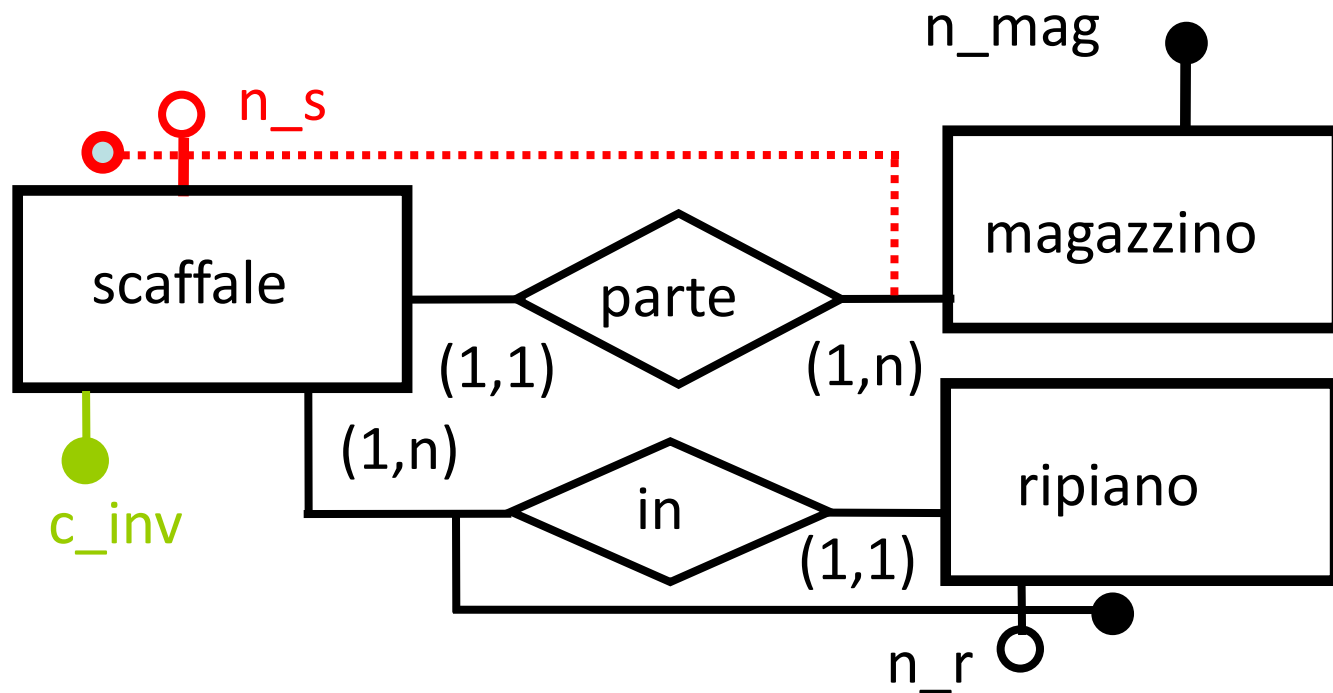 n_mag
n_s
magazzino
scaffale
parte
(1,1)
(1,n)
(1,n)
ripiano
in
c_inv
(1,1)
n_r